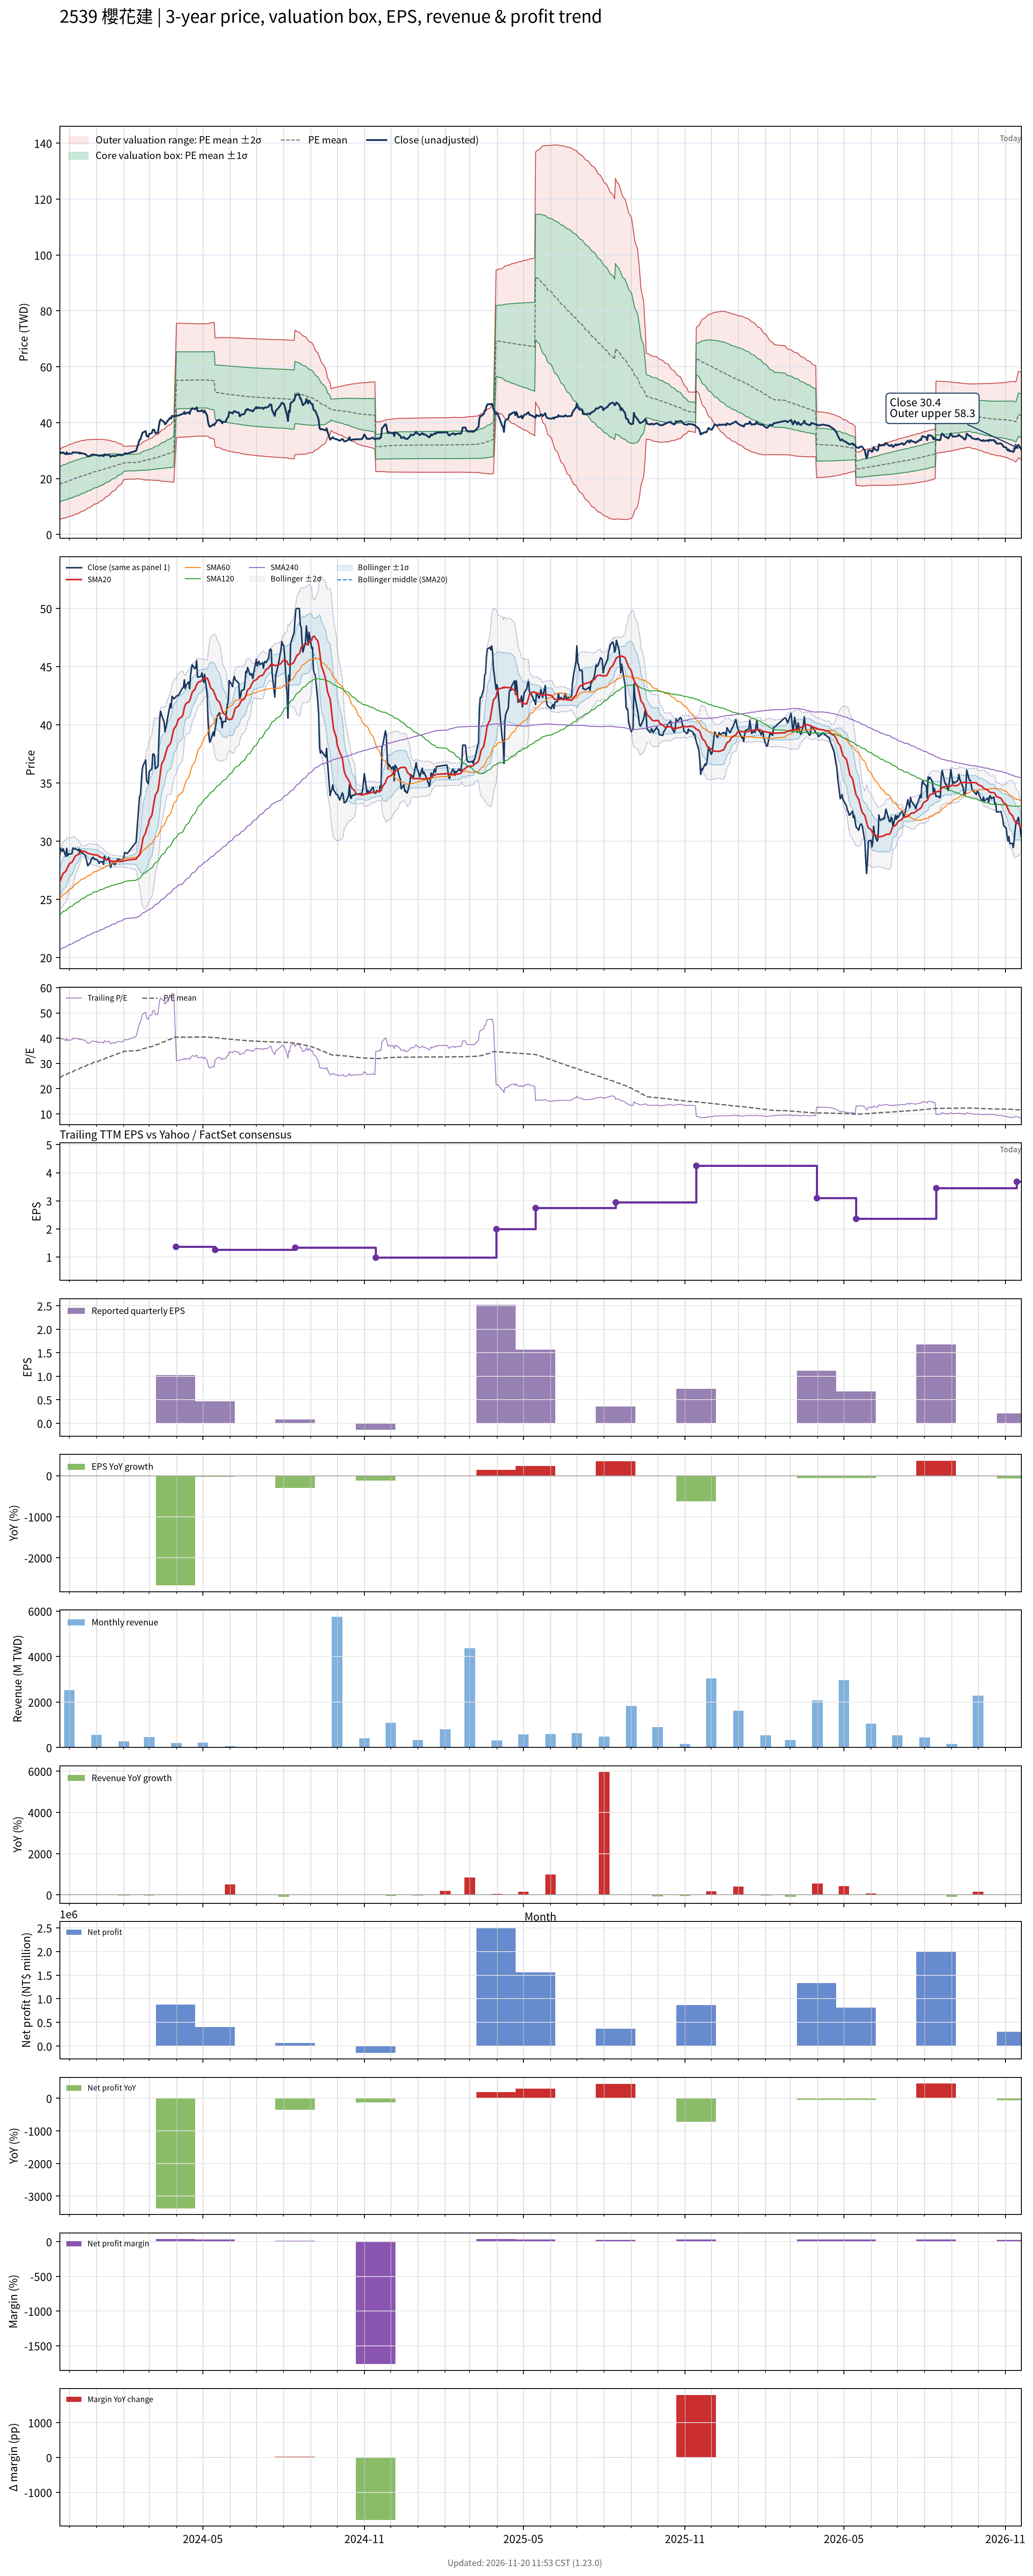 2539 櫻花建 | 3-year price, valuation box, EPS, revenue & profit trend
Outer valuation range: PE mean ±2σ
PE mean
Close (unadjusted)
Core valuation box: PE mean ±1σ
Today
Price (TWD)
140
120
100
80
60
40
20
0
Close 30.4
Outer upper 58.3
Close (same as panel 1)
SMA20
SMA60
SMA120
SMA240
Bollinger ±2σ
Bollinger ±1σ
Bollinger middle (SMA20)
Price
50
45
40
35
30
25
20
Trailing P/E
P/E mean
P/E
60
50
40
30
20
10
Trailing TTM EPS vs Yahoo / FactSet consensus
Today
EPS
5
4
3
2
1
Reported quarterly EPS
EPS
2.5
2.0
1.5
1.0
0.5
0.0
EPS YoY growth
YoY (%)
0
-1000
-2000
Monthly revenue
Revenue (M TWD)
6000
4000
2000
0
Revenue YoY growth
YoY (%)
6000
4000
2000
0
Month
1e6
Net profit
Net profit (NT$ million)
2.5
2.0
1.5
1.0
0.5
0.0
Net profit YoY
YoY (%)
0
-1000
-2000
-3000
Net profit margin
Margin (%)
0
-500
-1000
-1500
Margin YoY change
Δ margin (pp)
1000
0
-1000
2024-05
2024-11
2025-05
2025-11
2026-05
2026-11
Updated: 2026-11-20 11:53 CST (1.23.0)